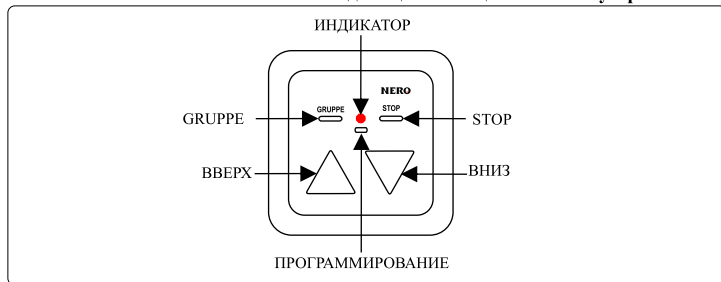 ИНДИКАТОР
NERO
GRUPPE STOP
GRUPPE STOP
ВВЕРХ ВНИЗ
ПРОГРАММИРОВАНИЕ